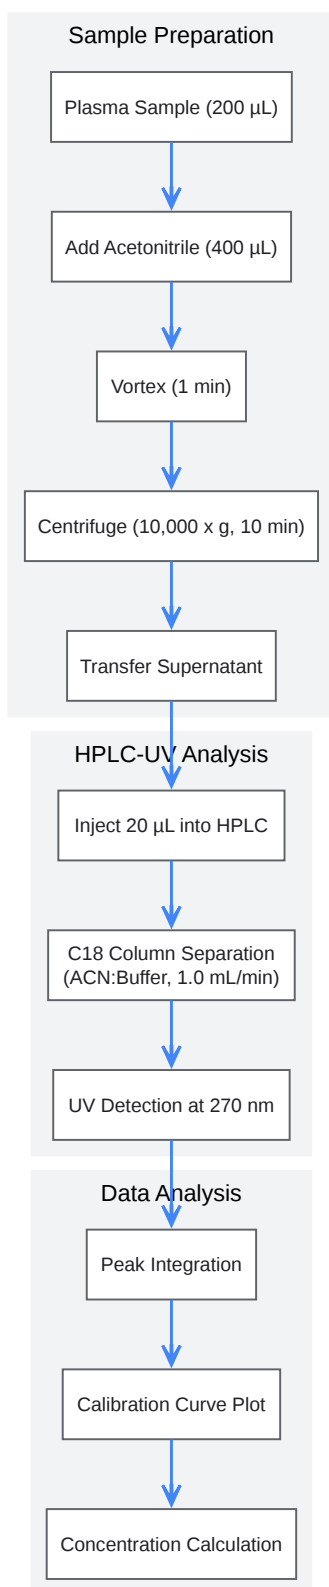 Sample Preparation
Plasma Sample (200 µL)
Add Acetonitrile (400 µL)
Vortex (1 min)
Centrifuge (10,000 x g, 10 min)
Transfer Supernatant
HPLC-UV Analysis
Inject 20 µL into HPLC
C18 Column Separation
(ACN:Buffer, 1.0 mL/min)
UV Detection at 270 nm
Data Analysis
Peak Integration
Calibration Curve Plot
Concentration Calculation